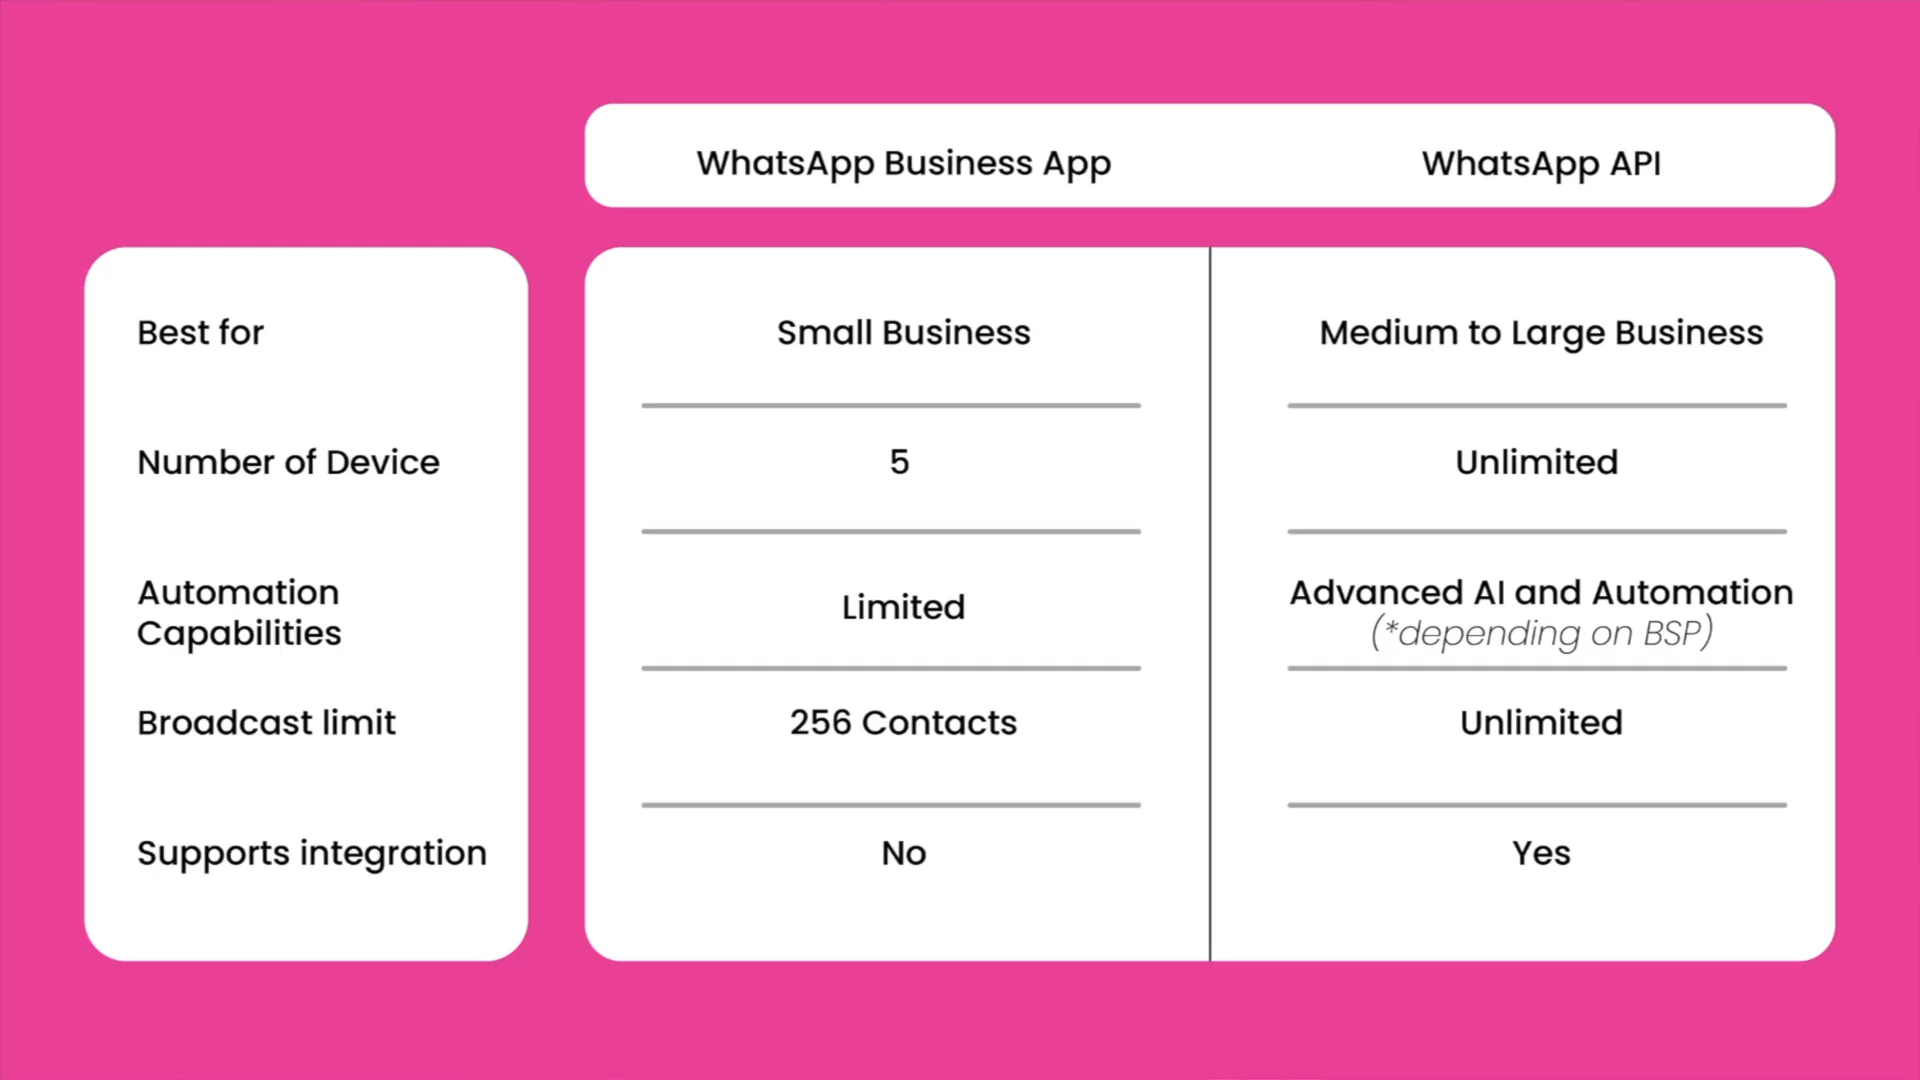 WhatsApp Business App
WhatsApp API
Best for
Small Business
Medium to Large Business
Number of Device
5
Unlimited
Automation
Capabilities
Limited
Advanced AI and Automation
(*depending on BSP)
Broadcast limit
256 Contacts
Unlimited
Supports integration
No
Yes